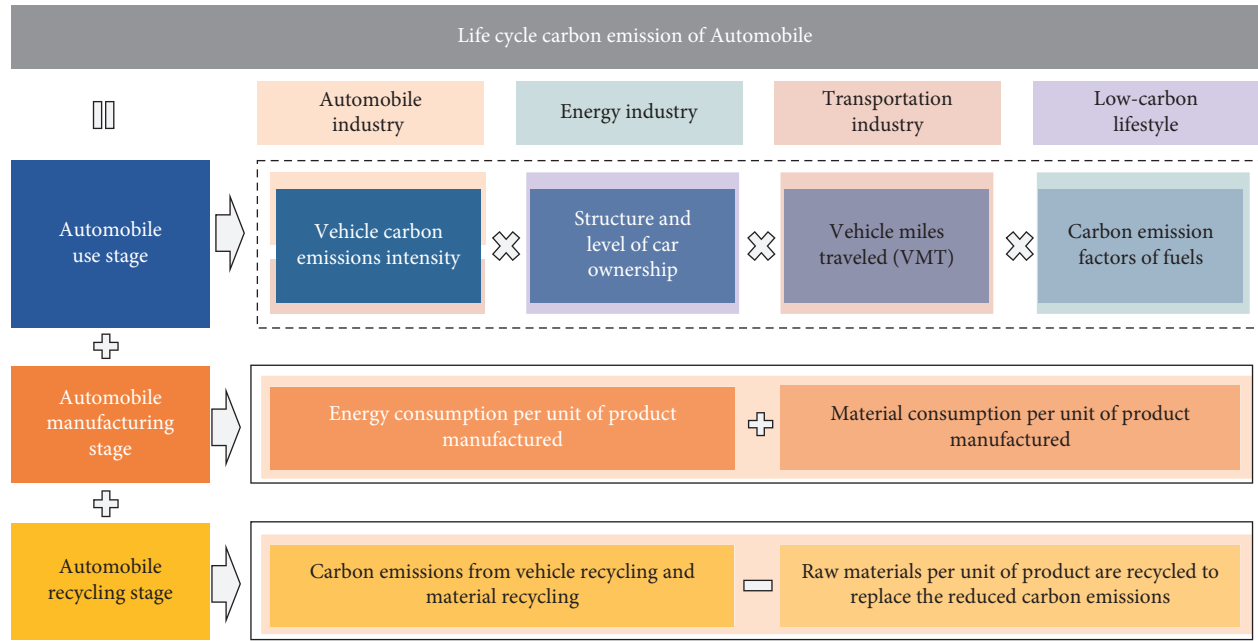 Life cycle carbon emission of Automobile
Automobile
industry
Energy industry
Transportation
industry
Low-carbon
lifestyle
Automobile
use stage
Vehicle carbon
emissions intensity
Structure and
level of car
ownership
Vehicle miles
traveled (VMT)
Carbon emission
factors of fuels
Automobile
manufacturing
stage
Energy consumption per unit of product
manufactured
Material consumption per unit of product
manufactured
Automobile
recycling stage
Carbon emissions from vehicle recycling and
material recycling
Raw materials per unit of product are recycled to
replace the reduced carbon emissions